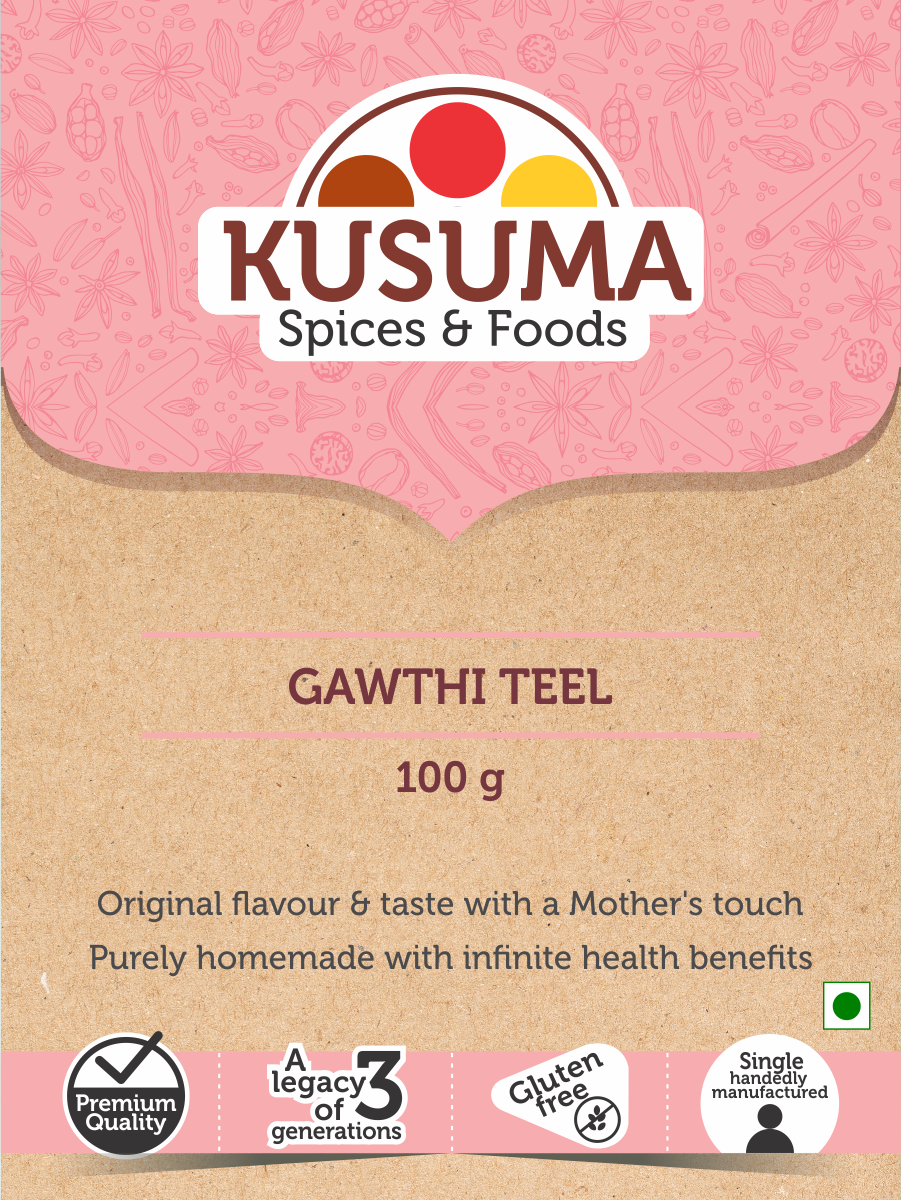 KUSUMA
Spices & Foods
GAWTHI TEEL
100 g
Original flavour & taste with a Mother's touch
Purely homemade with infinite health benefits
Premium
Quality
A
legacy 3
of
generations
Gluten
free
Single
handedly
manufactured